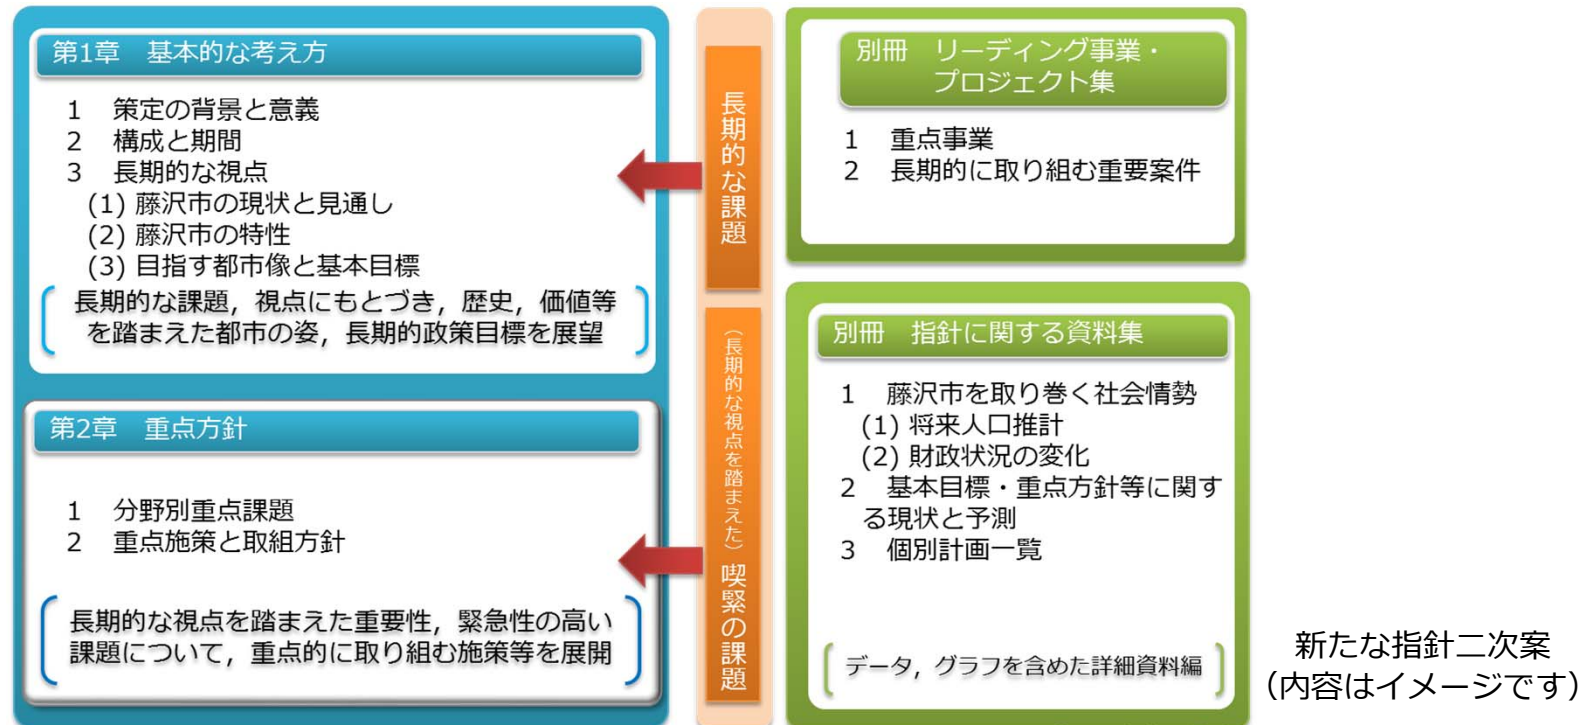 第1章　基本的な考え方
1　策定の背景と意義
2　構成と期間
3　長期的な視点
(1) 藤沢市の現状と見通し
(2) 藤沢市の特性
(3) 目指す都市像と基本目標
長期的な課題，視点にもとづき，歴史，価値等
を踏まえた都市の姿，長期的政策目標を展望
第2章　重点方針
1　分野別重点課題
2　重点施策と取組方針
長期的な視点を踏まえた重要性，緊急性の高い
課題について，重点的に取り組む施策等を展開
長期的な課題
（長期的な視点を踏まえた）喫緊の課題
別冊　リーディング事業・
プロジェクト集
1　重点事業
2　長期的に取り組む重要案件
別冊　指針に関する資料集
1　藤沢市を取り巻く社会情勢
(1) 将来人口推計
(2) 財政状況の変化
2　基本目標・重点方針等に関す
る現状と予測
3　個別計画一覧
データ，グラフを含めた詳細資料編
新たな指針二次案
（内容はイメージです）